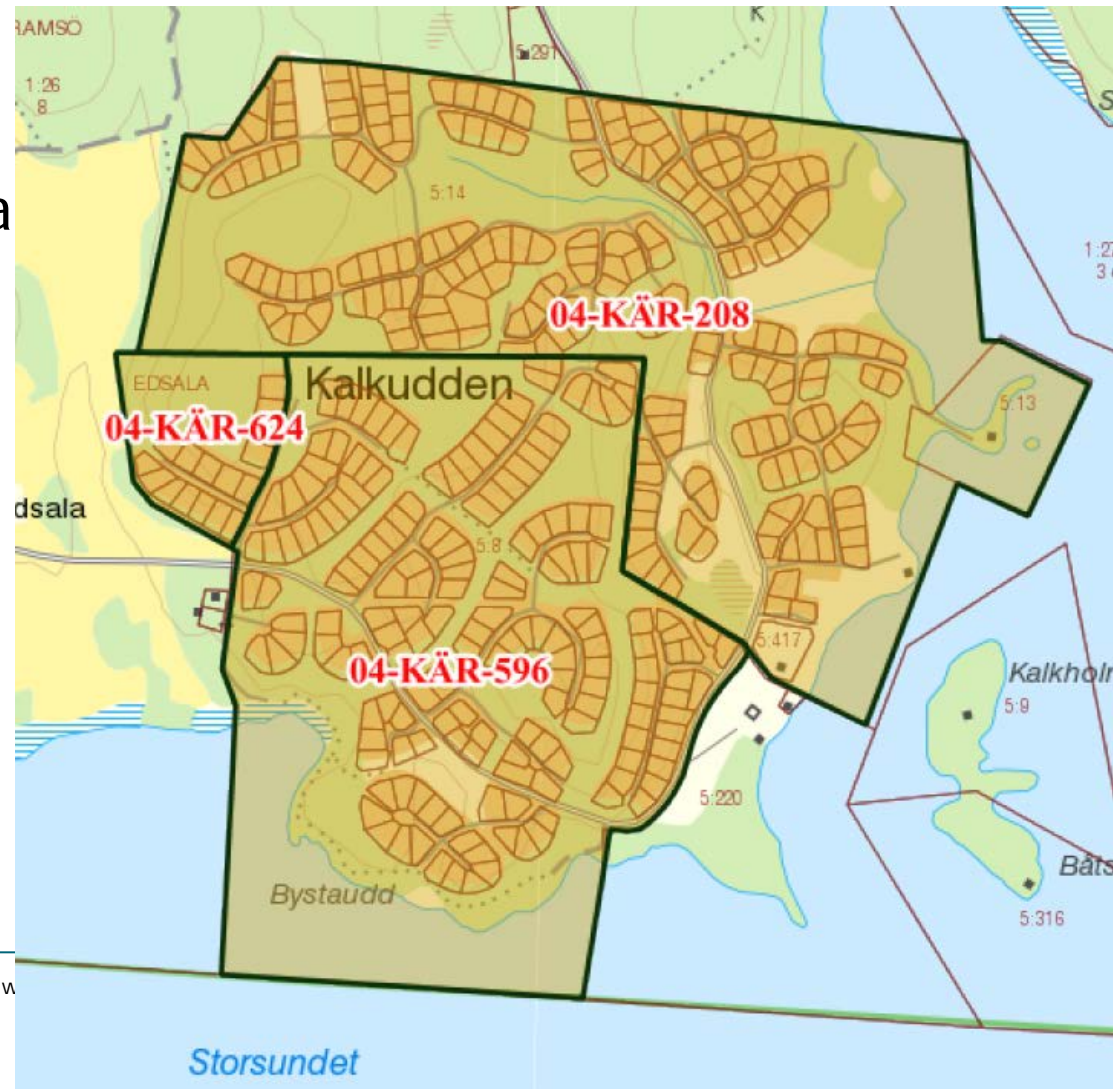 RAMSÖ
K
5:291
1:26
8
S
a
5:14
1:27
3
04-KÄR-208
EDSALA
Kalkudden
5:13
04-KÄR-624
dsala
5:8
5:417
04-KÄR-596
Kalkholm
5:9
5:220
Båts
Bystaudd
5:316
w
Storsundet